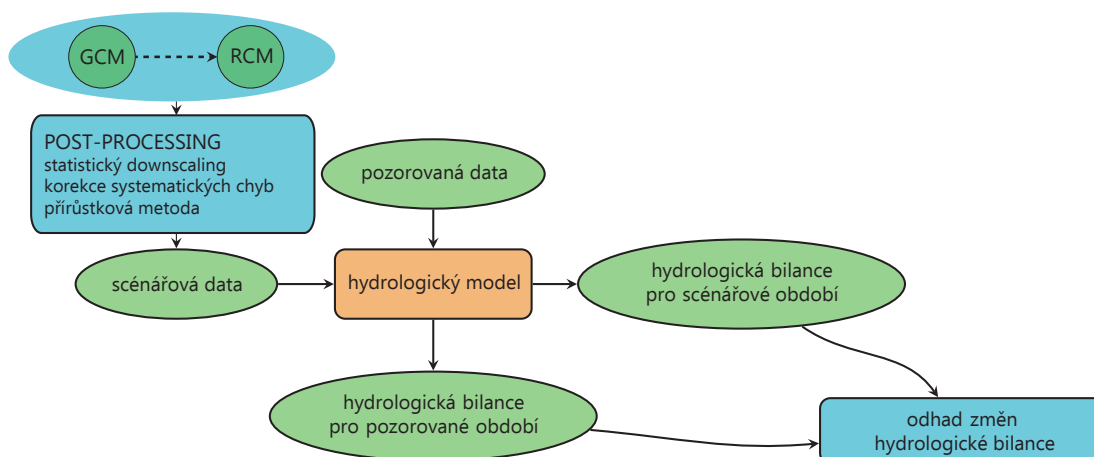 GCM
RCM
POST-PROCESSING
statistický downscaling
korekce systematických chyb
přírůstková metoda
pozorovaná data
scénářová data
hydrologický model
hydrologická bilance
pro scénářové období
hydrologická bilance
pro pozorované období
odhad změn
hydrologické bilance